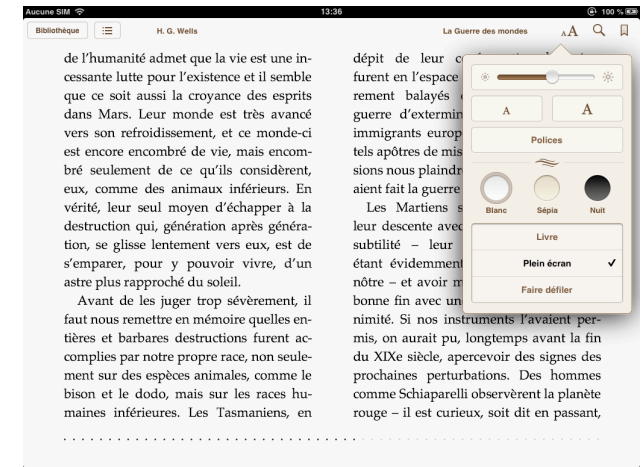 Aucune SIM
13:36
100 %
Bibliothèque
H. G. Wells
La Guerre des mondes
AA
de l'humanité admet que la vie est une in-
cessante lutte pour l'existence et il semble
que ce soit aussi la croyance des esprits
dans Mars. Leur monde est très avancé
vers son refroidissement, et ce monde-ci
est encore encombré de vie, mais encom-
bré seulement de ce qu'ils considèrent,
eux, comme des animaux inférieurs. En
vérité, leur seul moyen d'échapper à la
destruction qui, génération après généra-
tion, se glisse lentement vers eux, est de
s'emparer, pour y pouvoir vivre, d'un
astre plus rapproché du soleil.
Avant de les juger trop sévèrement, il
faut nous remettre en mémoire quelles en-
tières et barbares destructions furent ac-
complies par notre propre race, non seule-
ment sur des espèces animales, comme le
bison et le dodo, mais sur les races hu-
maines inférieures. Les Tasmaniens, en
dépit de leur
furent en l'espace
rement balayés
guerre d'extermin
immigrants europ
tels apôtres de mis
sions nous plaindr
aient fait la guerre
Les Martiens s
leur descente avec
subtilité – leur
étant évidemment
nôtre – et avoir m
bonne fin avec un
nimité. Si nos instruments l'avaient per-
mis, on aurait pu, longtemps avant la fin
du XIXe siècle, apercevoir des signes des
prochaines perturbations. Des hommes
comme Schiaparelli observèrent la planète
rouge – il est curieux, soit dit en passant,
A
A
Polices
Blanc
Sépia
Nuit
Livre
Plein écran
Faire défiler